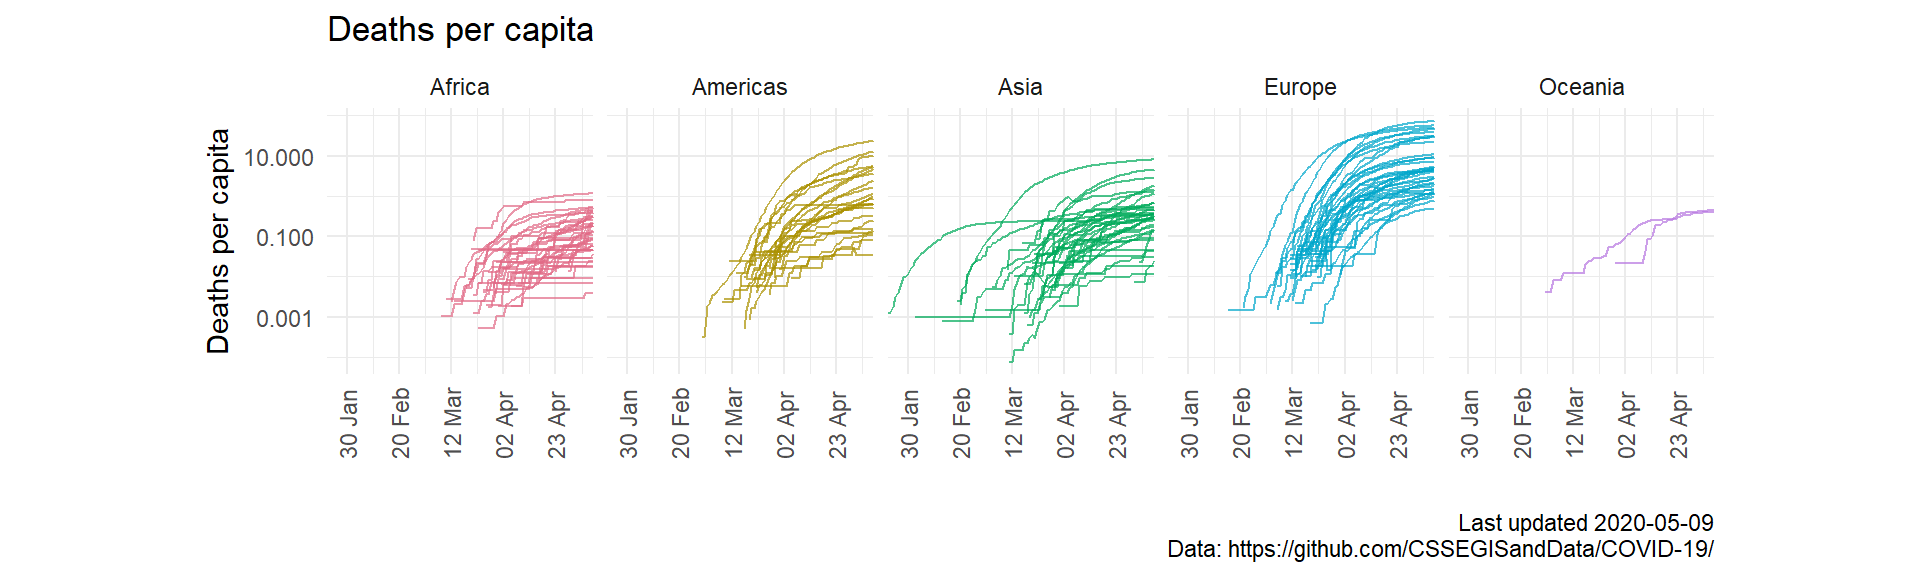 Deaths per capita
Africa
Americas
Asia
Europe
Oceania
Deaths per capita
10.000
0.100
0.001
30 Jan
20 Feb
12 Mar
02 Apr
23 Apr
30 Jan
20 Feb
12 Mar
02 Apr
23 Apr
30 Jan
20 Feb
12 Mar
02 Apr
23 Apr
30 Jan
20 Feb
12 Mar
02 Apr
23 Apr
30 Jan
20 Feb
12 Mar
02 Apr
23 Apr
Last updated 2020-05-09
Data: https://github.com/CSSEGISandData/COVID-19/